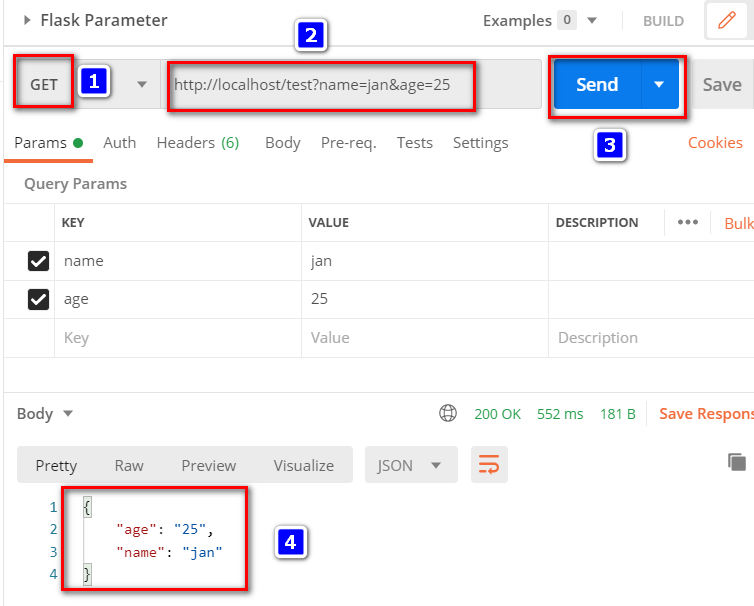 Flask Parameter Examples 0 BUILD
2
GET 1 http://localhost/test?name=jan&age=25 Send Save
3
Params Auth Headers (6) Body Pre-req. Tests Settings Cookies
Query Params
KEY VALUE DESCRIPTION ••• Bulk
name jan
age 25
Key Value Description
Body 200 OK 552 ms 181 B Save Respons
Pretty Raw Preview Visualize JSON
1 {
2 "age": "25",
3 "name": "jan"
4 }
4